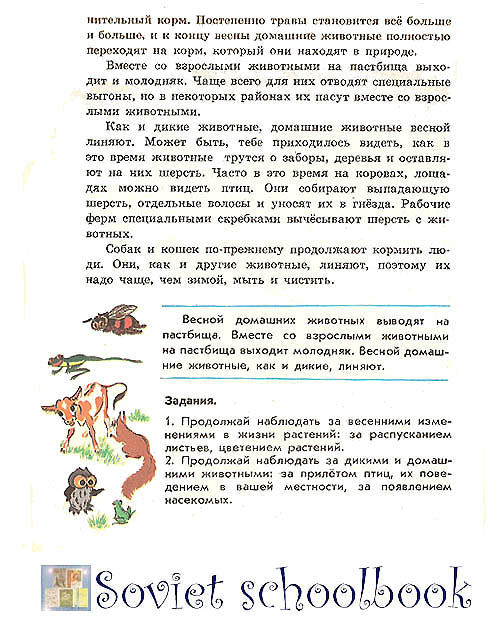 нительный корм. Постепенно травы становится всё больше
и больше, и к концу весны домашние животные полностью
переходят на корм, который они находят в природе.
Вместе со взрослыми животными на пастбища выхо-
дит и молодняк. Чаще всего для них отводят специальные
выгоны, но в некоторых районах их пасут вместе со взрос-
лыми животными.
Как и дикие животные, домашние животные весной
линяют. Может быть, тебе приходилось видеть, как в
это время животные трутся о заборы, деревья и оставля-
ют на них шерсть. Часто в это время на коровах, лоша-
дях можно видеть птиц. Они собирают выпадающую
шерсть, отдельные волосы и уносят их в гнёзда. Рабочие
ферм специальными скребками вычёсывают шерсть с жи-
вотных.
Собак и кошек по-прежнему продолжают кормить лю-
ди. Они, как и другие животные, линяют, поэтому их
надо чаще, чем зимой, мыть и чистить.
Весной домашних животных выводят на
пастбища. Вместе со взрослыми животными
на пастбища выходит молодняк. Весной домаш-
ние животные, как и дикие, линяют.
Задания.
1. Продолжай наблюдать за весенними изме-
нениями в жизни растений: за распусканием
листьев, цветением растений.
2. Продолжай наблюдать за дикими и домаш-
ними животными: за прилётом птиц, их пове-
дением в вашей местности, за появлением
насекомых.
Soviet schoolbook